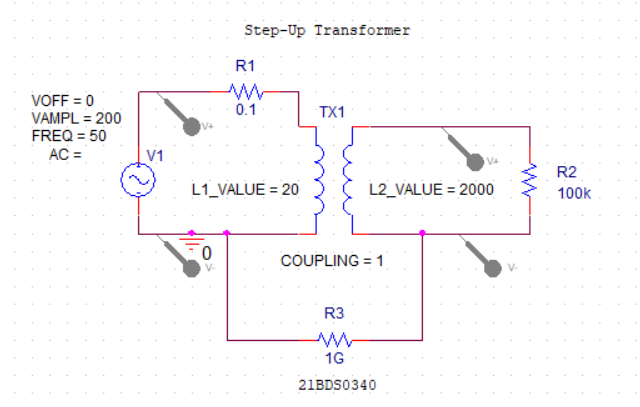 Step-Up Transformer
R1
0.1
TX1
VOFF = 0
VAMPL = 200
FREQ = 50
AC =
V1
V+
V+
L1_VALUE = 20
L2_VALUE = 2000
R2
100k
0
V-
V-
COUPLING = 1
R3
1G
21BDS0340